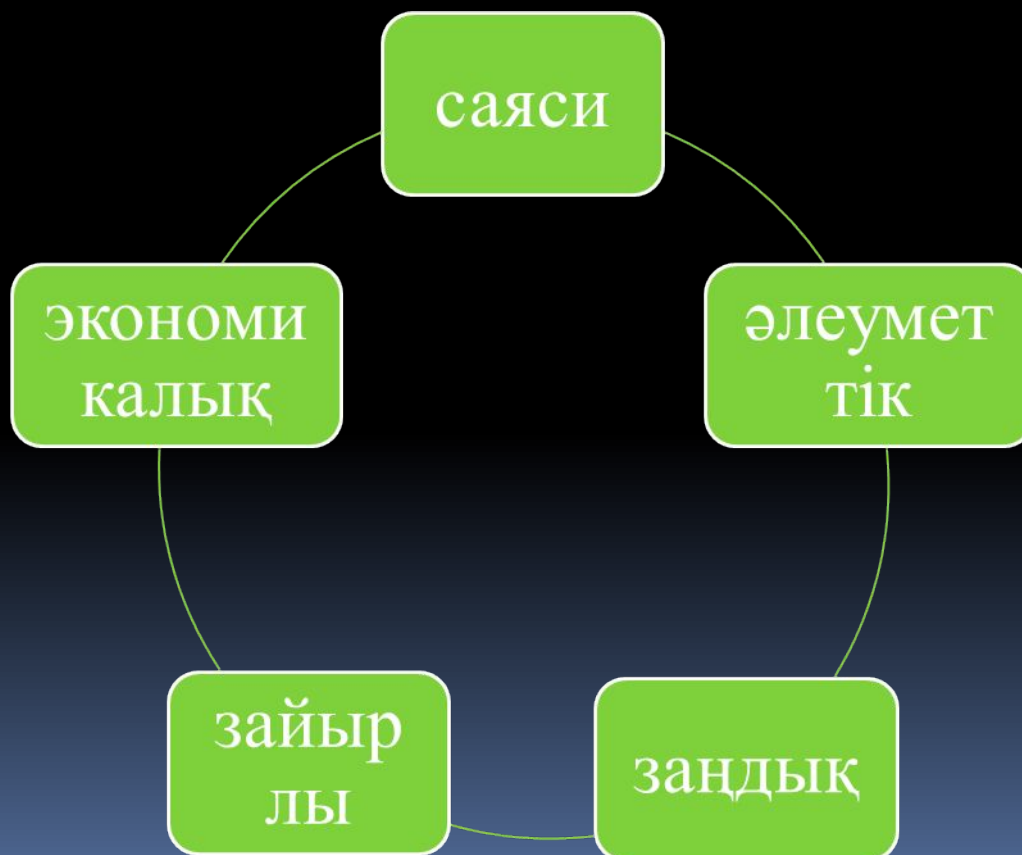 саяси
экономи
калық
әлеумет
тік
зайыр
лы
заңдық